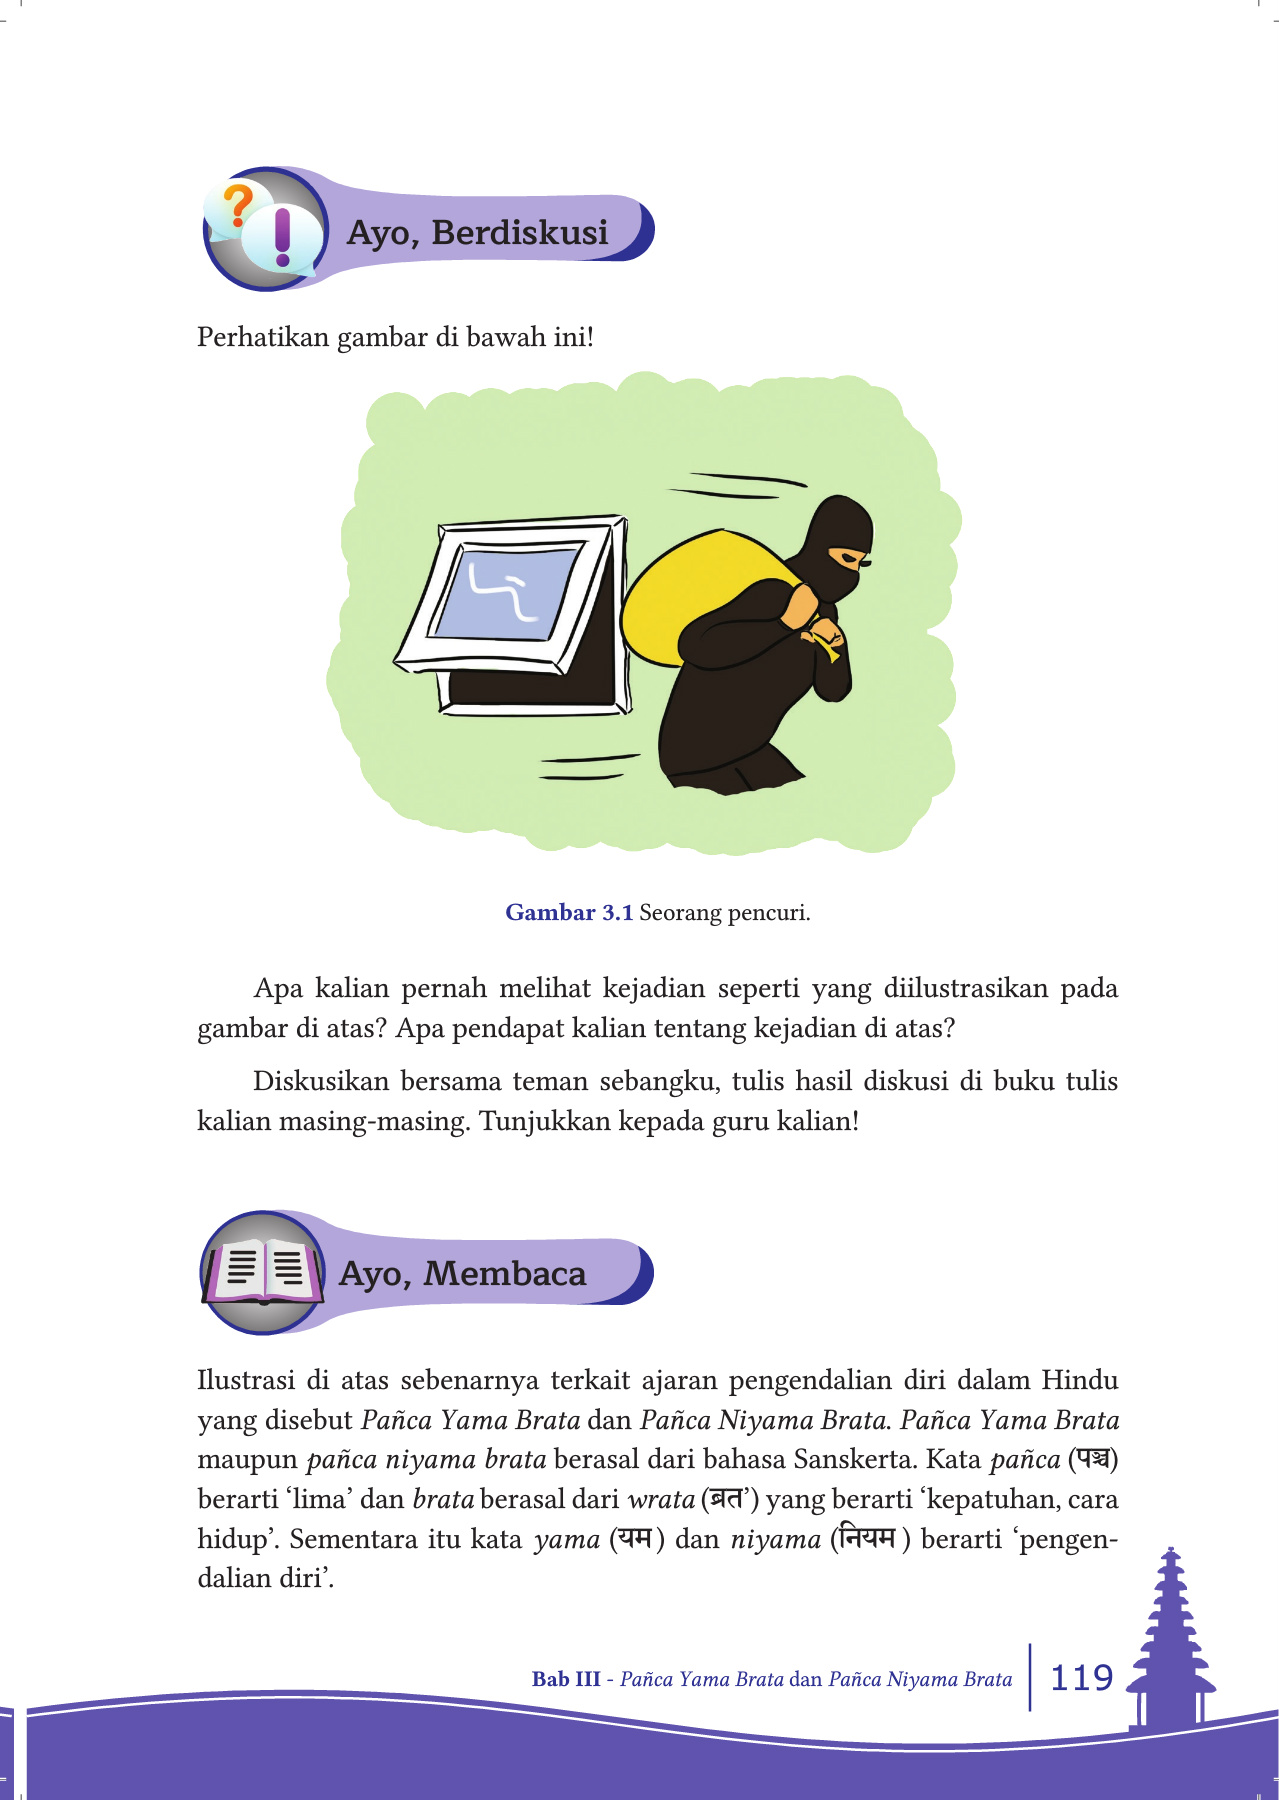 Ayo, Berdiskusi
Perhatikan gambar di bawah ini!
Gambar 3.1 Seorang pencuri.
Apa kalian pernah melihat kejadian seperti yang diilustrasikan pada
gambar di atas? Apa pendapat kalian tentang kejadian di atas?
Diskusikan bersama teman sebangku, tulis hasil diskusi di buku tulis
kalian masing-masing. Tunjukkan kepada guru kalian!
Ayo, Membaca
Ilustrasi di atas sebenarnya terkait ajaran pengendalian diri dalam Hindu
yang disebut Pañca Yama Brata dan Pañca Niyama Brata. Pañca Yama Brata
maupun pañca niyama brata berasal dari bahasa Sanskerta. Kata pañca (पञ्च)
berarti ‘lima’ dan brata berasal dari wrata (ब्रत’) yang berarti ‘kepatuhan, cara
hidup’. Sementara itu kata yama (यम ) dan niyama (नियम ) berarti ‘pengen-
dalian diri’.
Bab III - Pañca Yama Brata dan Pañca Niyama Brata 119